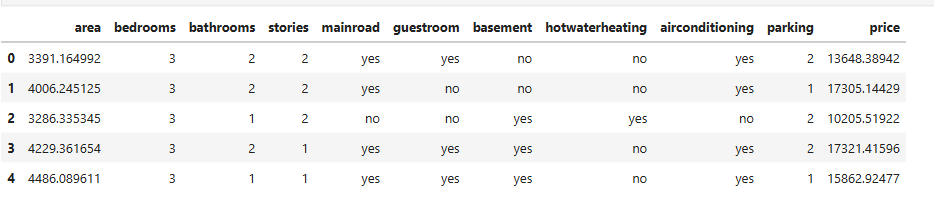 area bedrooms bathrooms stories mainroad guestroom basement hotwaterheating airconditioning parking price
0 3391.164992 3 2 2 yes yes no no yes 2 13648.38942
1 4006.245125 3 2 2 yes no no no yes 1 17305.14429
2 3286.335345 3 1 2 no no yes yes no 2 10205.51922
3 4229.361654 3 2 1 yes yes yes no yes 2 17321.41596
4 4486.089611 3 1 1 yes yes yes no yes 1 15862.92477